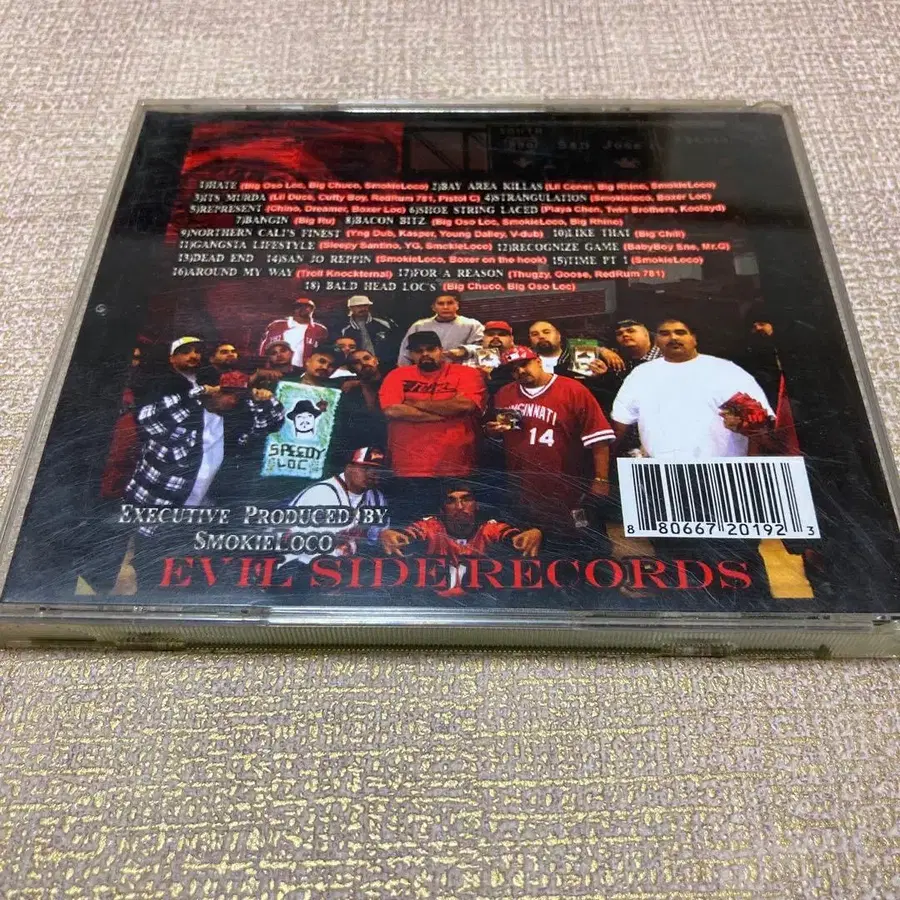 SOUTH
880
San Jose
1)HATE (Big Oso Loc, Big Chuco, SmokieLoco) 2)BAY AREA KILLAS (Lil Coner, Big Rhino, SmokieLoco)
3)ITS MURDA (Lil Duce, Cutty Boy, RedRum 781, Pistol C) 4)STRANGULATION (Smokieloco, Boxer Loc)
5)REPRESENT (Chino, Dreamer, Boxer Loc) 6)SHOE STRING LACED (Playa Chen, Twin Brothers, Koolayd)
7)BANGIN (Big Ru) 8)BACON BITZ (Big Oso Loc, SmokieLoco, Big Rhino)
9)NORTHERN CALI'S FINEST (Yng Dub, Kasper, Young Dalley, V-dub) 10)LIKE THAT (Big Chill)
11)GANGSTA LIFESTYLE (Sleepy Santino, YG, SmokieLoco) 12)RECOGNIZE GAME (BabyBoy Sne, Mr.G)
13)DEAD END 14)SAN JO REPPIN (SmokieLoco, Boxer on the hook) 15)TIME PT 1 (SmokieLoco)
16)AROUND MY WAY (Troll Knockternal) 17)FOR A REASON (Thugzy, Goose, RedRum 781)
18) BALD HEAD LOC'S (Big Chuco, Big Oso Loc)
CINCINNATI
14
SPEEDY
LOC
EXECUTIVE PRODUCED BY
SMOKIELOCO
8 80667 20192 3
EVIL SIDE RECORDS